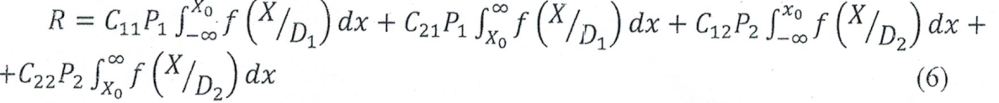 R = C₁₁P₁ ∫_{-∞}^{X₀} f(X/D₁) dx + C₂₁P₁ ∫_{X₀}^{∞} f(X/D₁) dx + C₁₂P₂ ∫_{-∞}^{x₀} f(X/D₂) dx +
+C₂₂P₂ ∫_{X₀}^{∞} f(X/D₂) dx (6)